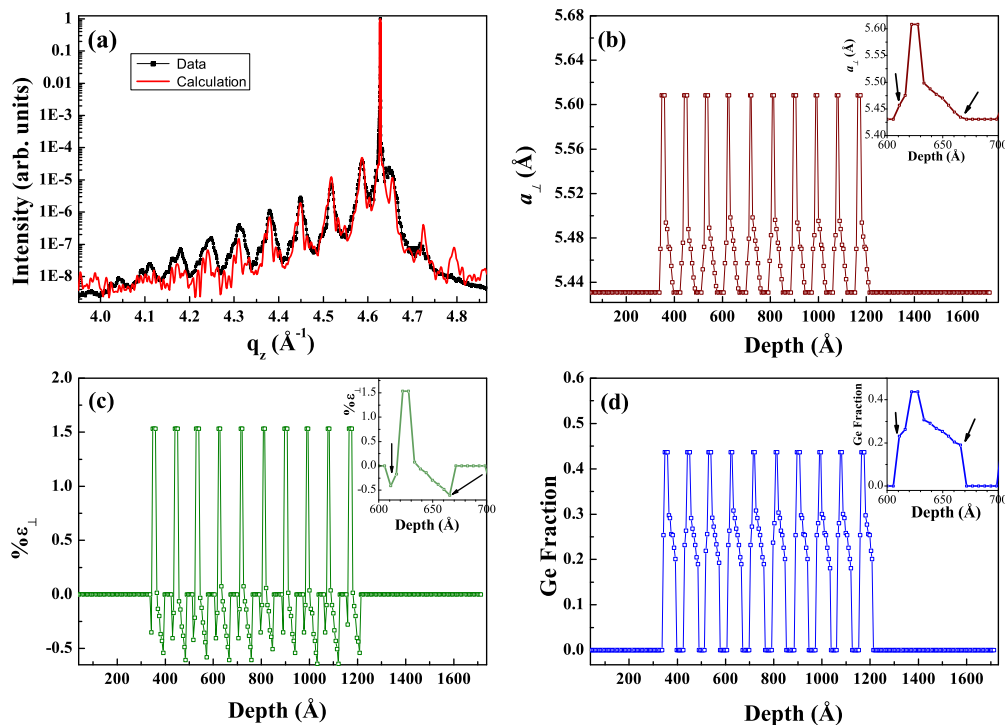 (a)
Data
Calculation
1
0.1
0.01
1E-3
1E-4
1E-5
1E-6
1E-7
1E-8
Intensity (arb. units)
4.0 4.1 4.2 4.3 4.4 4.5 4.6 4.7 4.8
q_z (Å⁻¹)
(b)
5.68
5.64
5.60
5.56
5.52
5.48
5.44
a⊥ (Å)
200 400 600 800 1000 1200 1400 1600
Depth (Å)
5.60
5.55
5.50
5.45
5.40
a⊥ (Å)
600 650 700
Depth (Å)
(c)
2.0
1.5
1.0
0.5
0.0
-0.5
%ε⊥
200 400 600 800 1000 1200 1400 1600
Depth (Å)
1.5
1.0
0.5
0.0
-0.5
%ε⊥
600 650 700
Depth (Å)
(d)
0.6
0.5
0.4
0.3
0.2
0.1
0.0
Ge Fraction
200 400 600 800 1000 1200 1400 1600
Depth (Å)
0.4
0.2
0.0
Ge Fraction
600 650 700
Depth (Å)